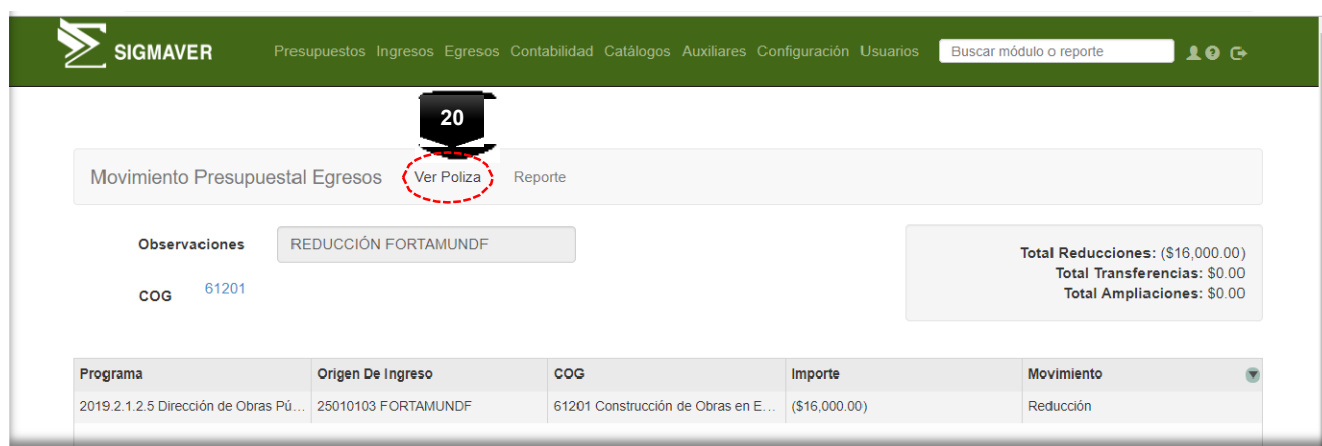 SIGMAVER Presupuestos Ingresos Egresos Contabilidad Catálogos Auxiliares Configuración Usuarios Buscar módulo o reporte
20
Movimiento Presupuestal Egresos Ver Poliza Reporte
Observaciones REDUCCIÓN FORTAMUNDF
COG 61201
Total Reducciones: ($16,000.00)
Total Transferencias: $0.00
Total Ampliaciones: $0.00
Programa Origen De Ingreso COG Importe Movimiento
2019.2.1.2.5 Dirección de Obras Pú... 25010103 FORTAMUNDF 61201 Construcción de Obras en E... ($16,000.00) Reducción